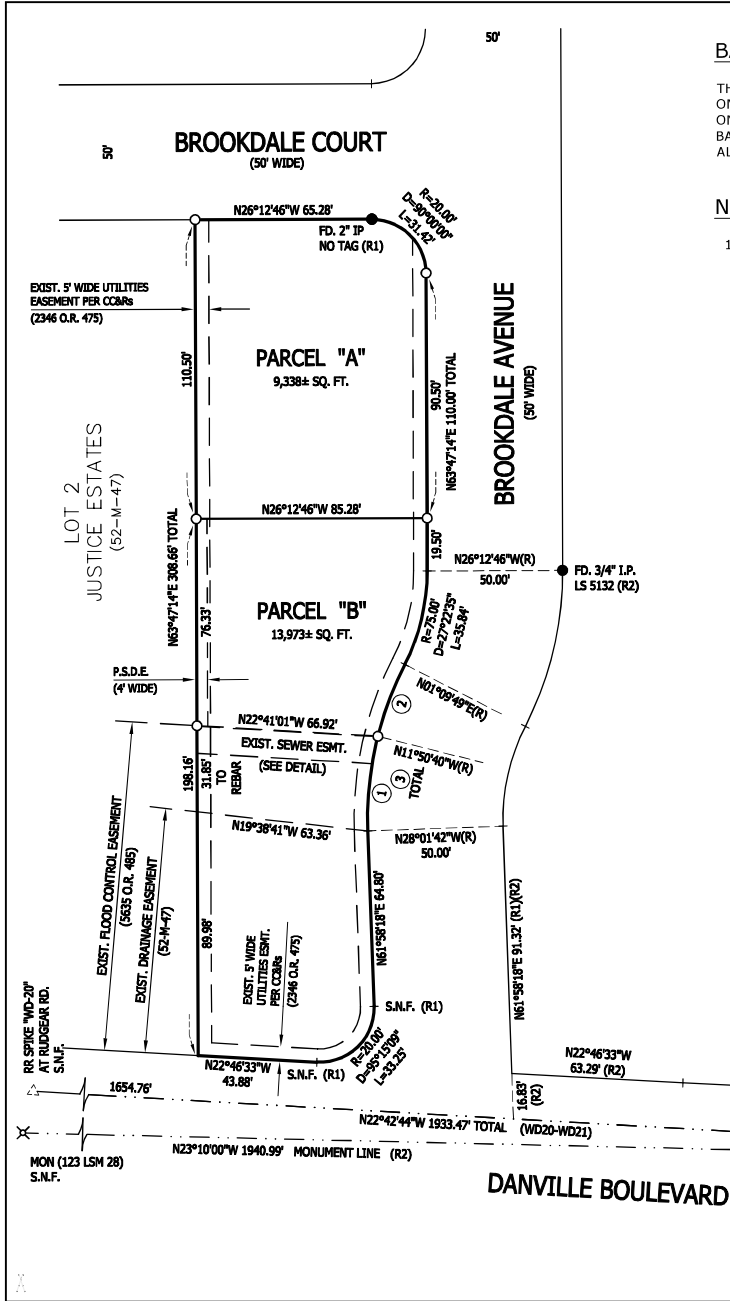 50'
BA
TH
ON
ON
BA
AL
BROOKDALE COURT
(50' WIDE)
50'
N
1
N26°12'46"W 65.28'
R=20.00'
D=90°00'00"
L=31.42'
FD. 2" IP
NO TAG (R1)
EXIST. 5' WIDE UTILITIES
EASEMENT PER CC&Rs
(2346 O.R. 475)
110.50'
PARCEL "A"
9,338± SQ. FT.
90.50'
N63°47'14"E 110.00' TOTAL
BROOKDALE AVENUE
(50' WIDE)
LOT 2
JUSTICE ESTATES
(52-M-47)
N26°12'46"W 85.28'
N63°47'14"E 308.66' TOTAL
76.33'
19.50'
N26°12'46"W(R)
50.00'
FD. 3/4" I.P.
LS 5132 (R2)
PARCEL "B"
13,973± SQ. FT.
R=75.00'
D=27°22'35"
L=35.84'
P.S.D.E.
(4' WIDE)
N01°09'49"E(R)
2
N22°41'01"W 66.92'
EXIST. SEWER ESMT.
(SEE DETAIL)
N11°50'40"W(R)
198.16'
31.85'
TO
REBAR
1
3
TOTAL
N19°38'41"W 63.36'
N28°01'42"W(R)
50.00'
EXIST. FLOOD CONTROL EASEMENT
(5635 O.R. 485)
EXIST. DRAINAGE EASEMENT
(52-M-47)
89.98'
EXIST. 5' WIDE
UTILITIES ESMT.
PER CC&Rs
(2346 O.R. 475)
N61°58'18"E 64.80'
N61°58'18"E 91.32' (R1)(R2)
S.N.F. (R1)
RR SPIKE "WD-20"
AT RUDGEAR RD.
S.N.F.
N22°46'33"W
43.88'
S.N.F. (R1)
R=20.00'
D=95°15'09"
L=33.25'
N22°46'33"W
63.29' (R2)
16.83'
(R2)
1654.76'
N22°42'44"W 1933.47' TOTAL (WD20-WD21)
MON (123 LSM 28)
S.N.F.
N23°10'00"W 1940.99' MONUMENT LINE (R2)
DANVILLE BOULEVARD